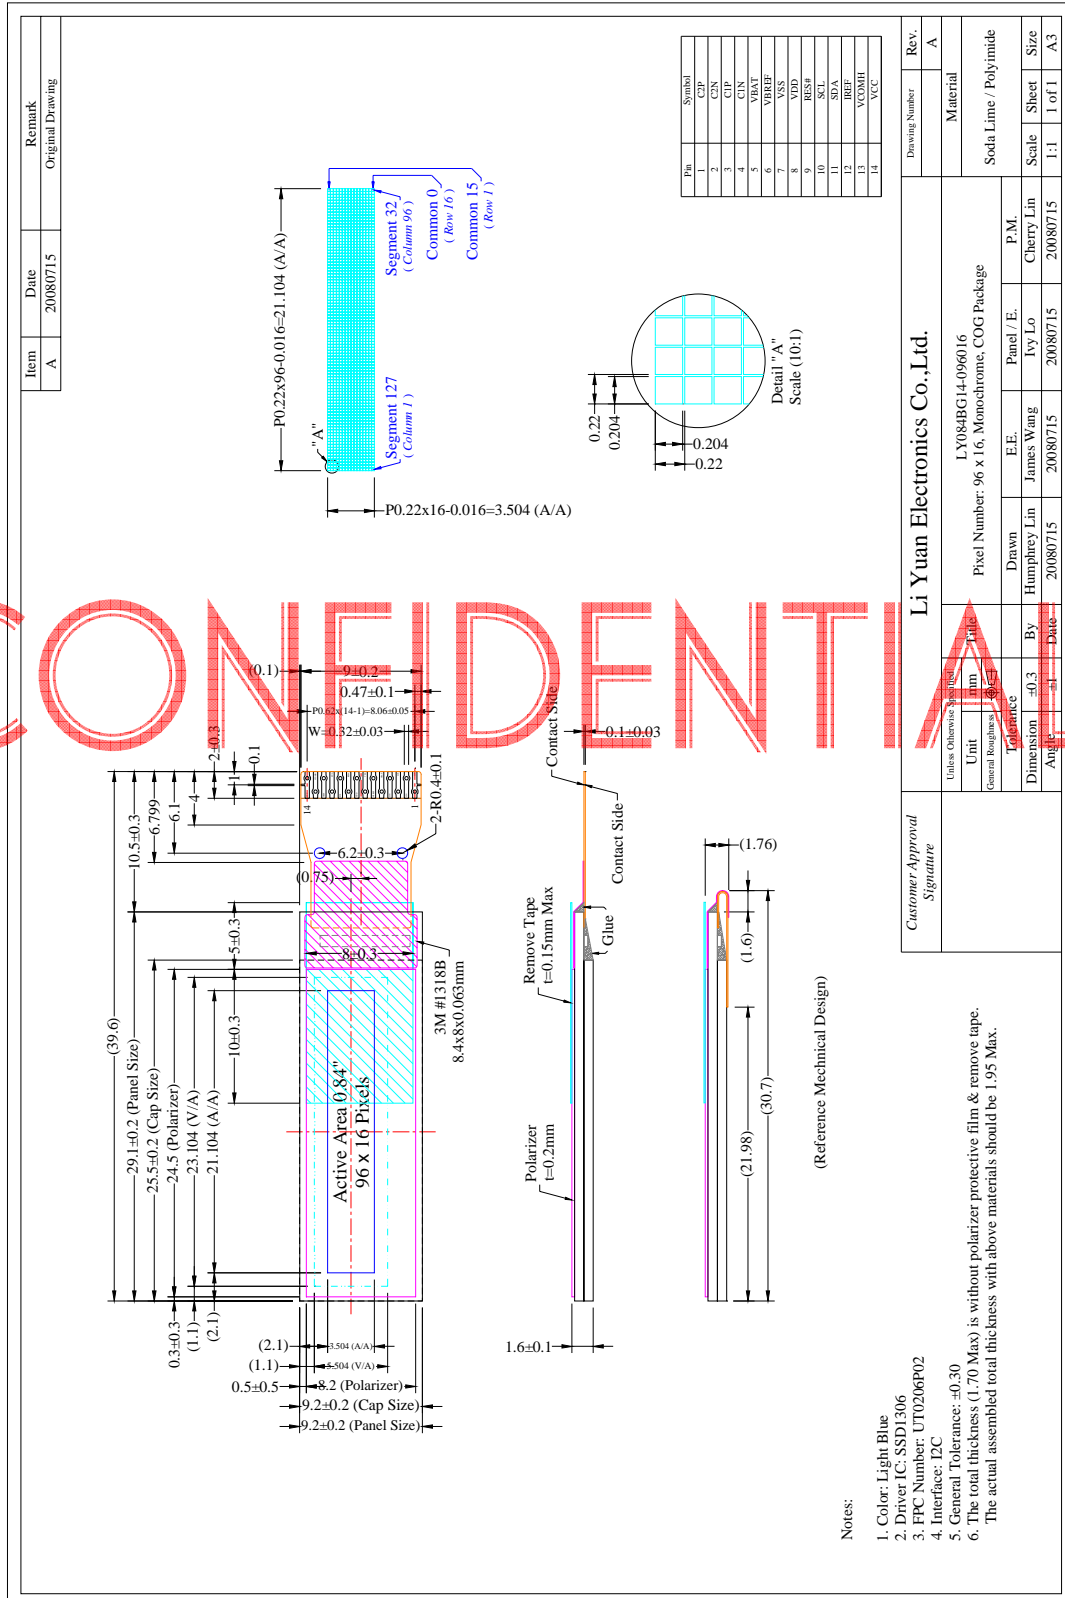 Item Date Remark
A 20080715 Original Drawing
P0.22x96-0.016=21.104 (A/A)
"A"
Segment 127
( Column 1 )
Segment 32
( Column 96 )
Common 0
( Row 16 )
Common 15
( Row 1 )
P0.22x16-0.016=3.504 (A/A)
0.22
0.204
0.204
0.22
Detail "A"
Scale (10:1)
Pin Symbol
1 C2P
2 C2N
3 C1P
4 C1N
5 VBAT
6 VBREF
7 VSS
8 VDD
9 RES#
10 SCL
11 SDA
12 IREF
13 VCOMH
14 VCC
CONFIDENTIAL
(39.6)
29.1±0.2 (Panel Size)
10.5±0.3
25.5±0.2 (Cap Size)
6.799
24.5 (Polarizer)
6.1
23.104 (V/A)
4
21.104 (A/A)
2±0.3
1
0.1
0.3±0.3
(1.1)
(2.1)
10±0.3
5±0.3
(0.1)
9±0.2
0.47±0.1
P0.62x(14-1)=8.06±0.05
W=0.32±0.03
14
1
2-R0.4±0.1
6.2±0.3
(0.75)
8±0.3
3M #1318B
8.4x8x0.063mm
Active Area 0.84"
96 x 16 Pixels
(2.1)
3.504 (A/A)
(1.1)
5.504 (V/A)
0.5±0.5
8.2 (Polarizer)
9.2±0.2 (Cap Size)
9.2±0.2 (Panel Size)
Contact Side
0.1±0.03
Contact Side
Glue
Remove Tape
t=0.15mm Max
Polarizer
t=0.2mm
1.6±0.1
(1.76)
(1.6)
(21.98)
(30.7)
(Reference Mechnical Design)
Notes:
1. Color: Light Blue
2. Driver IC: SSD1306
3. FPC Number: UT0206P02
4. Interface: I2C
5. General Tolerance: ±0.30
6. The total thickness (1.70 Max) is without polarizer protective film & remove tape.
The actual assembled total thickness with above materials should be 1.95 Max.
Customer Approval
Signature
Li Yuan Electronics Co.,Ltd.
Drawing Number Rev.
A
Unless Otherwise Specified
Unit mm
General Roughness
Tolerance
Dimension ±0.3
Angle ±1
Title
LY084BG14-096016
Pixel Number: 96 x 16, Monochrome, COG Package
Material
Soda Lime / Polyimide
Drawn E.E. Panel / E. P.M.
By Humphrey Lin James Wang Ivy Lo Cherry Lin
Date 20080715 20080715 20080715 20080715
Scale Sheet Size
1:1 1 of 1 A3